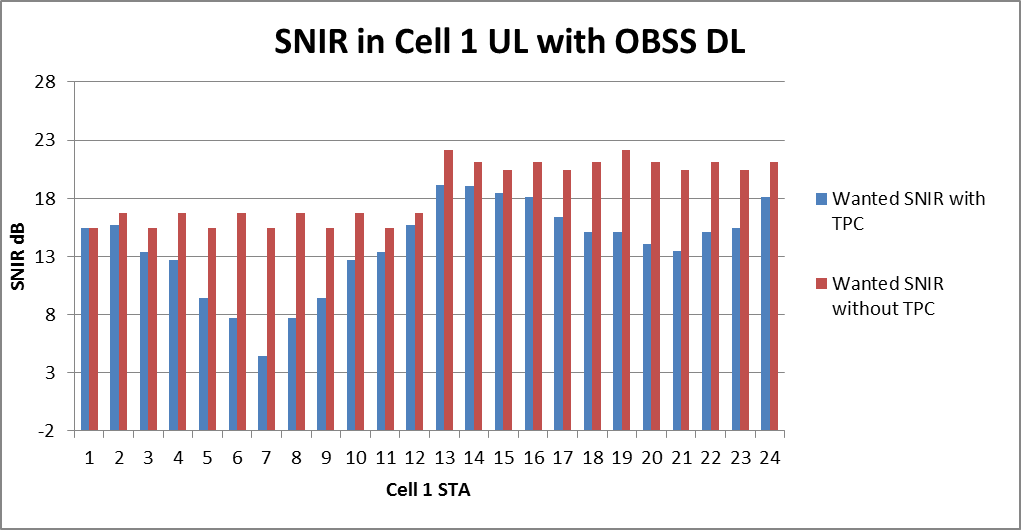 SNIR in Cell 1 UL with OBSS DL
28
23
18
13
8
3
-2
SNIR dB
1 2 3 4 5 6 7 8 9 10 11 12 13 14 15 16 17 18 19 20 21 22 23 24
Cell 1 STA
Wanted SNIR with
TPC
Wanted SNIR
without TPC